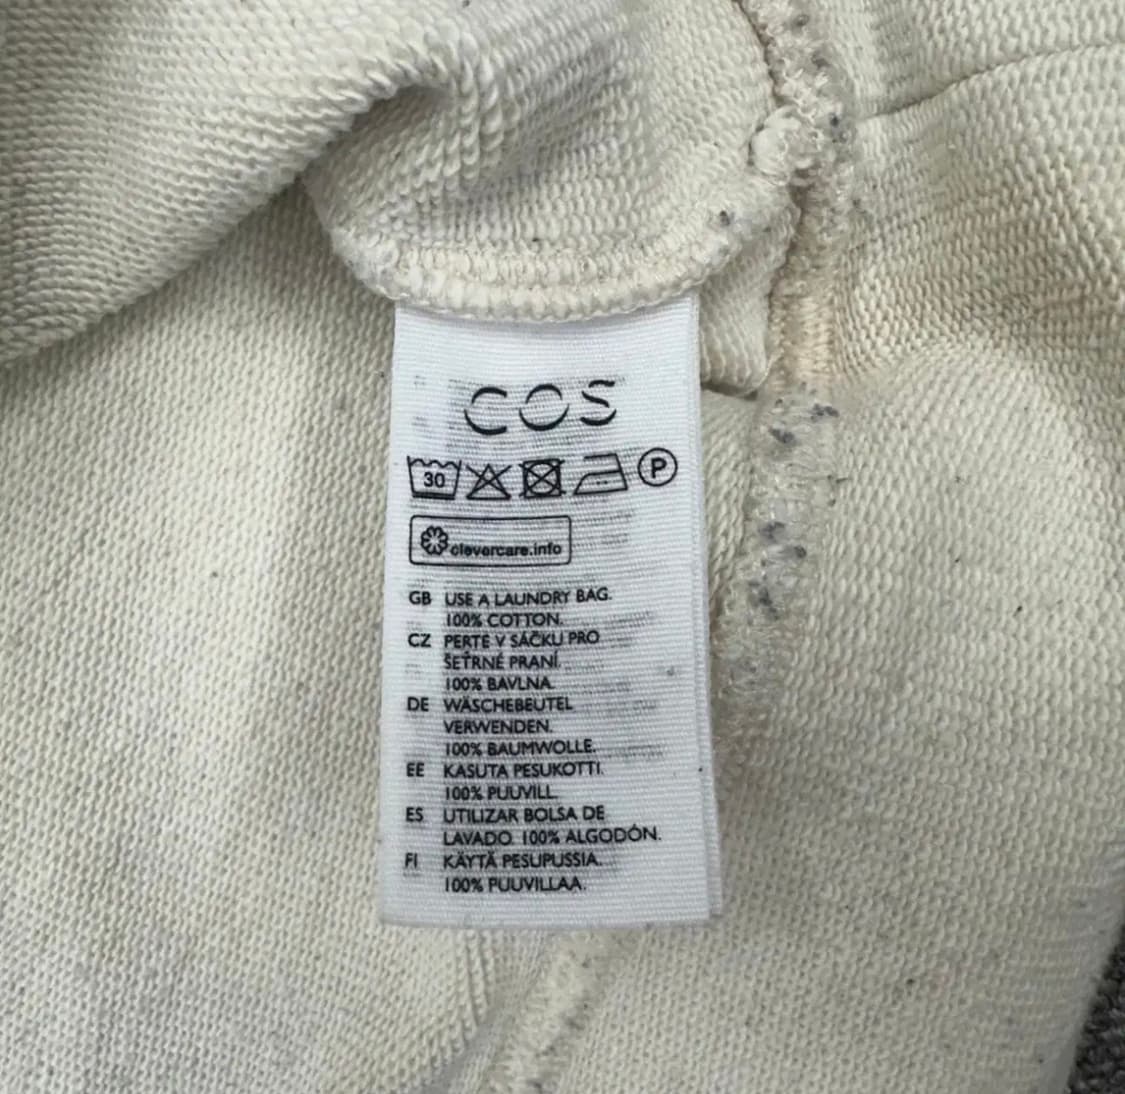 COS
30
P
clevercare.info
GB USE A LAUNDRY BAG.
100% COTTON.
CZ PERTE V SÁČKU PRO
ŠETRNÉ PRANÍ.
100% BAVLNA.
DE WÄSCHEBEUTEL
VERWENDEN.
100% BAUMWOLLE.
EE KASUTA PESUKOTTI.
100% PUUVILL.
ES UTILIZAR BOLSA DE
LAVADO. 100% ALGODÓN.
FI KÄYTÄ PESUPUSSIA.
100% PUUVILLAA.